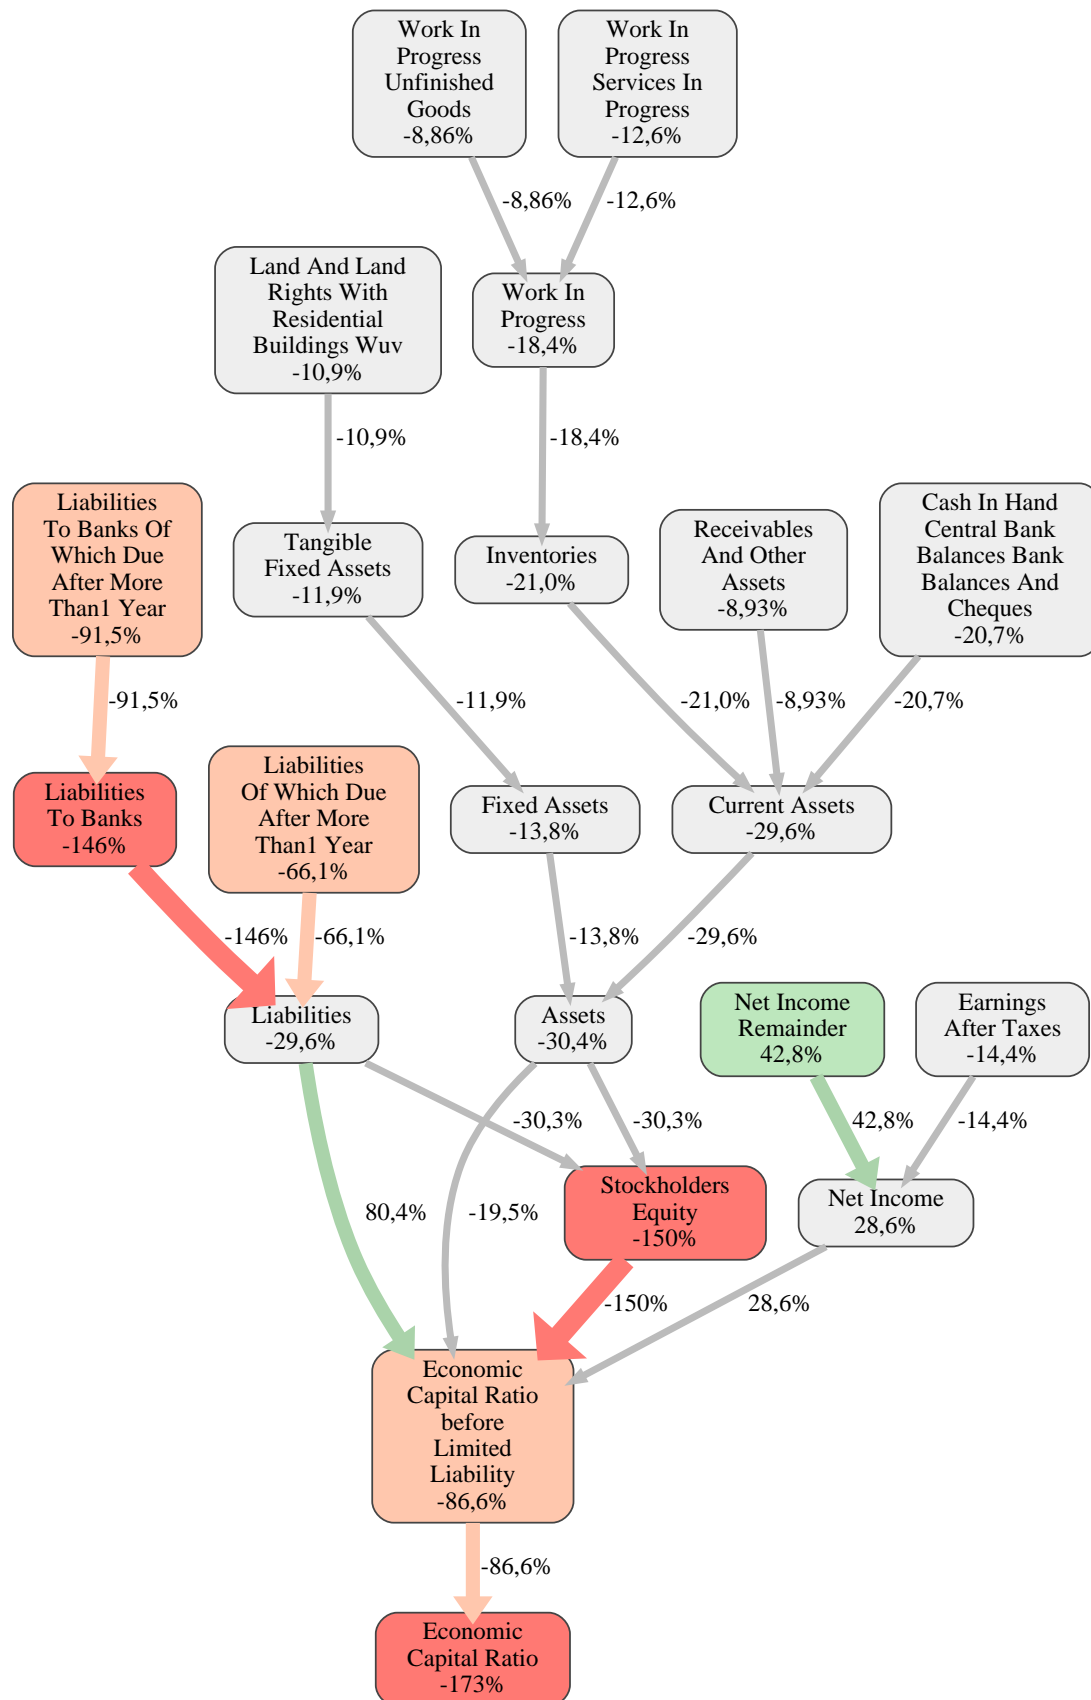 Work In
Progress
Unfinished
Goods
-8,86%
Work In
Progress
Services In
Progress
-12,6%
-8,86%
-12,6%
Land And Land
Rights With
Residential
Buildings Wuv
-10,9%
Work In
Progress
-18,4%
-10,9%
-18,4%
Liabilities
To Banks Of
Which Due
After More
Than1 Year
-91,5%
Tangible
Fixed Assets
-11,9%
Inventories
-21,0%
Receivables
And Other
Assets
-8,93%
Cash In Hand
Central Bank
Balances Bank
Balances And
Cheques
-20,7%
-91,5%
-11,9%
-21,0%
-8,93%
-20,7%
Liabilities
To Banks
-146%
Liabilities
Of Which Due
After More
Than1 Year
-66,1%
Fixed Assets
-13,8%
Current Assets
-29,6%
-146%
-66,1%
-13,8%
-29,6%
Liabilities
-29,6%
Assets
-30,4%
Net Income
Remainder
42,8%
Earnings
After Taxes
-14,4%
-30,3%
-30,3%
42,8%
-14,4%
80,4%
-19,5%
Stockholders
Equity
-150%
Net Income
28,6%
-150%
28,6%
Economic
Capital Ratio
before
Limited
Liability
-86,6%
-86,6%
Economic
Capital Ratio
-173%